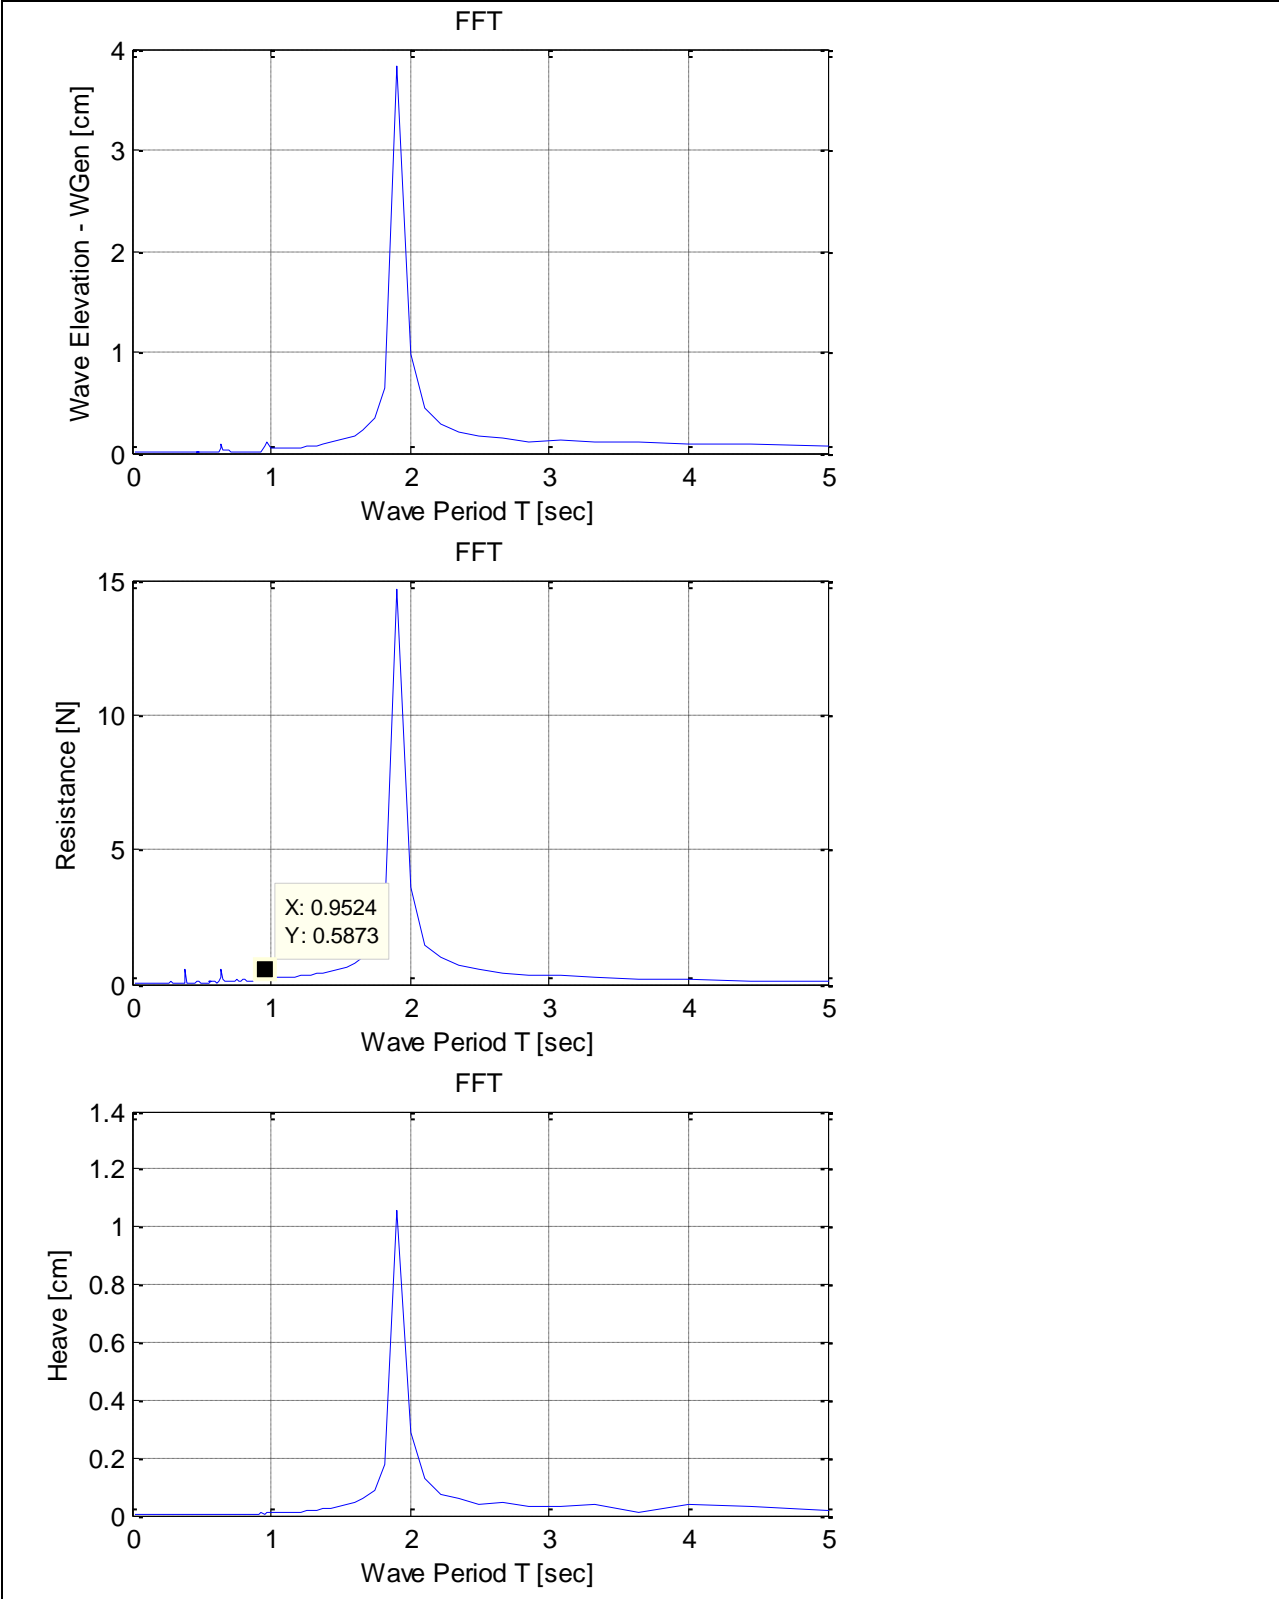 FFT
4
3
2
1
0
Wave Elevation - WGen [cm]
0 1 2 3 4 5
Wave Period T [sec]
FFT
15
10
5
0
Resistance [N]
X: 0.9524
Y: 0.5873
0 1 2 3 4 5
Wave Period T [sec]
FFT
1.4
1.2
1
0.8
0.6
0.4
0.2
0
Heave [cm]
0 1 2 3 4 5
Wave Period T [sec]